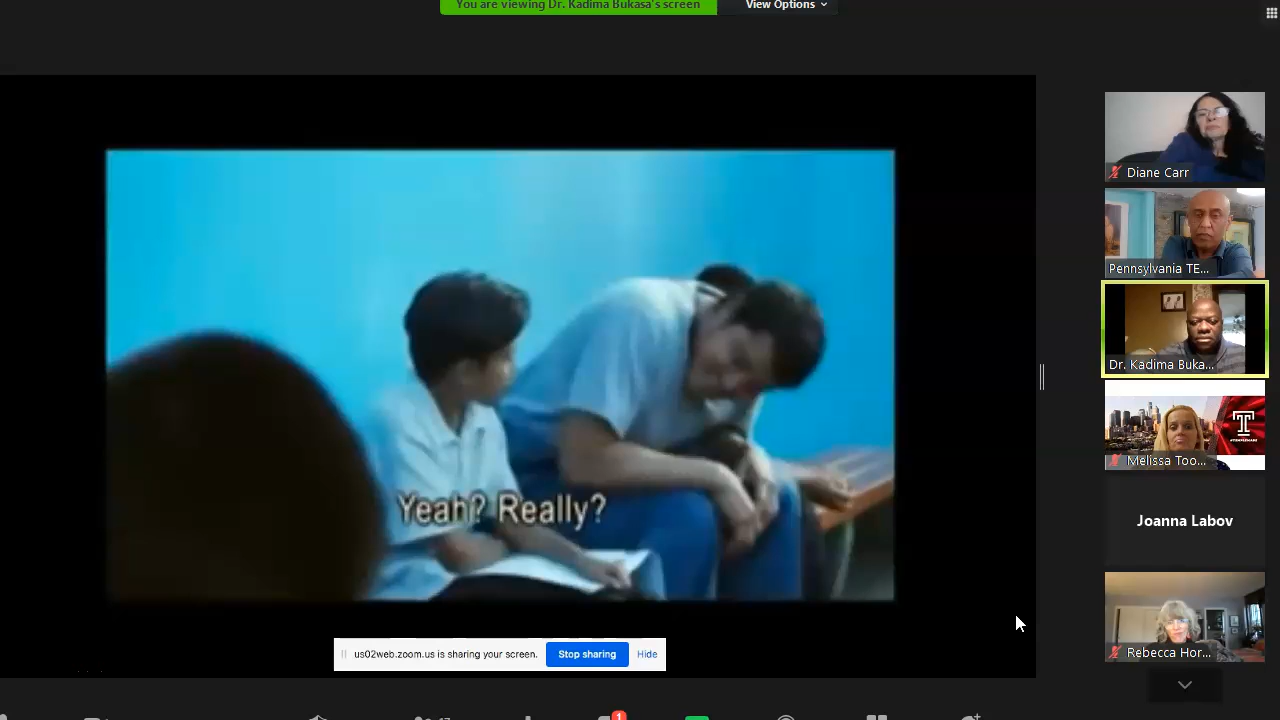 You are viewing Dr. Kadima Bukasa's screen
View Options
Diane Carr
Pennsylvania TE...
Dr. Kadima Buka...
Melissa Too...
Joanna Labov
Rebecca Hor...
Yeah? Really?
us02web.zoom.us is sharing your screen.
Stop sharing
Hide
1
T